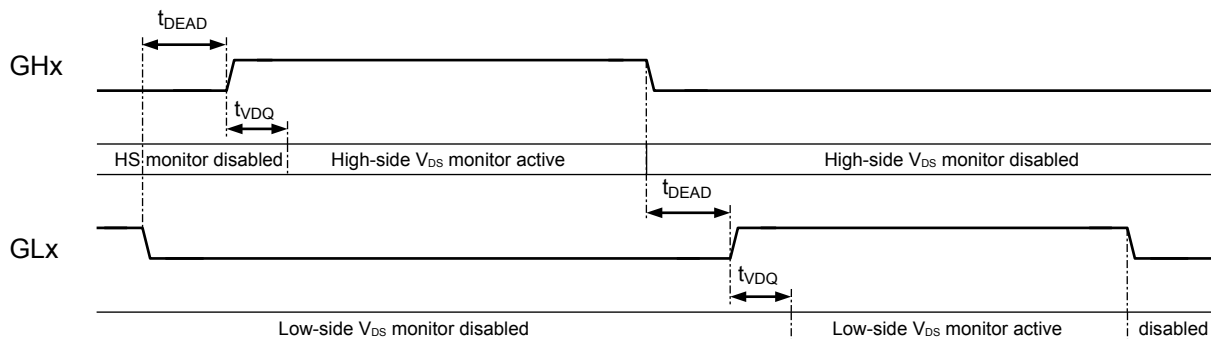 tDEAD
GHx
tVDQ
HS monitor disabled High-side VDS monitor active High-side VDS monitor disabled
tDEAD
GLx
tVDQ
Low-side VDS monitor disabled Low-side VDS monitor active disabled